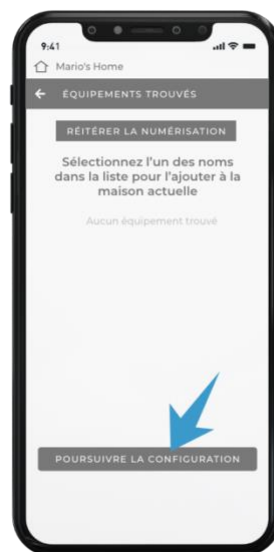 9:41
Mario's Home
ÉQUIPEMENTS TROUVÉS
RÉITÉRER LA NUMÉRISATION
Sélectionnez l'un des noms
dans la liste pour l'ajouter à la
maison actuelle
Aucun équipement trouvé
POURSUIVRE LA CONFIGURATION